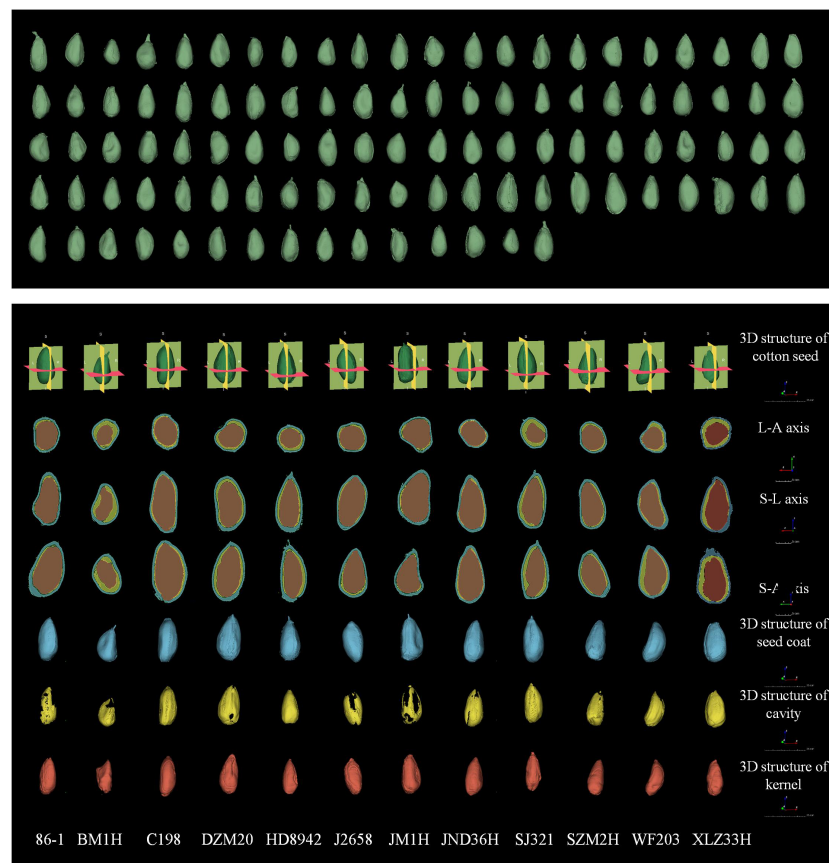 3D structure of
cotton seed
L-A axis
S-L axis
S-A xis
3D structure of
seed coat
3D structure of
cavity
3D structure of
kernel
86-1 BM1H C198 DZM20 HD8942 J2658 JM1H JND36H SJ321 SZM2H WF203 XLZ33H